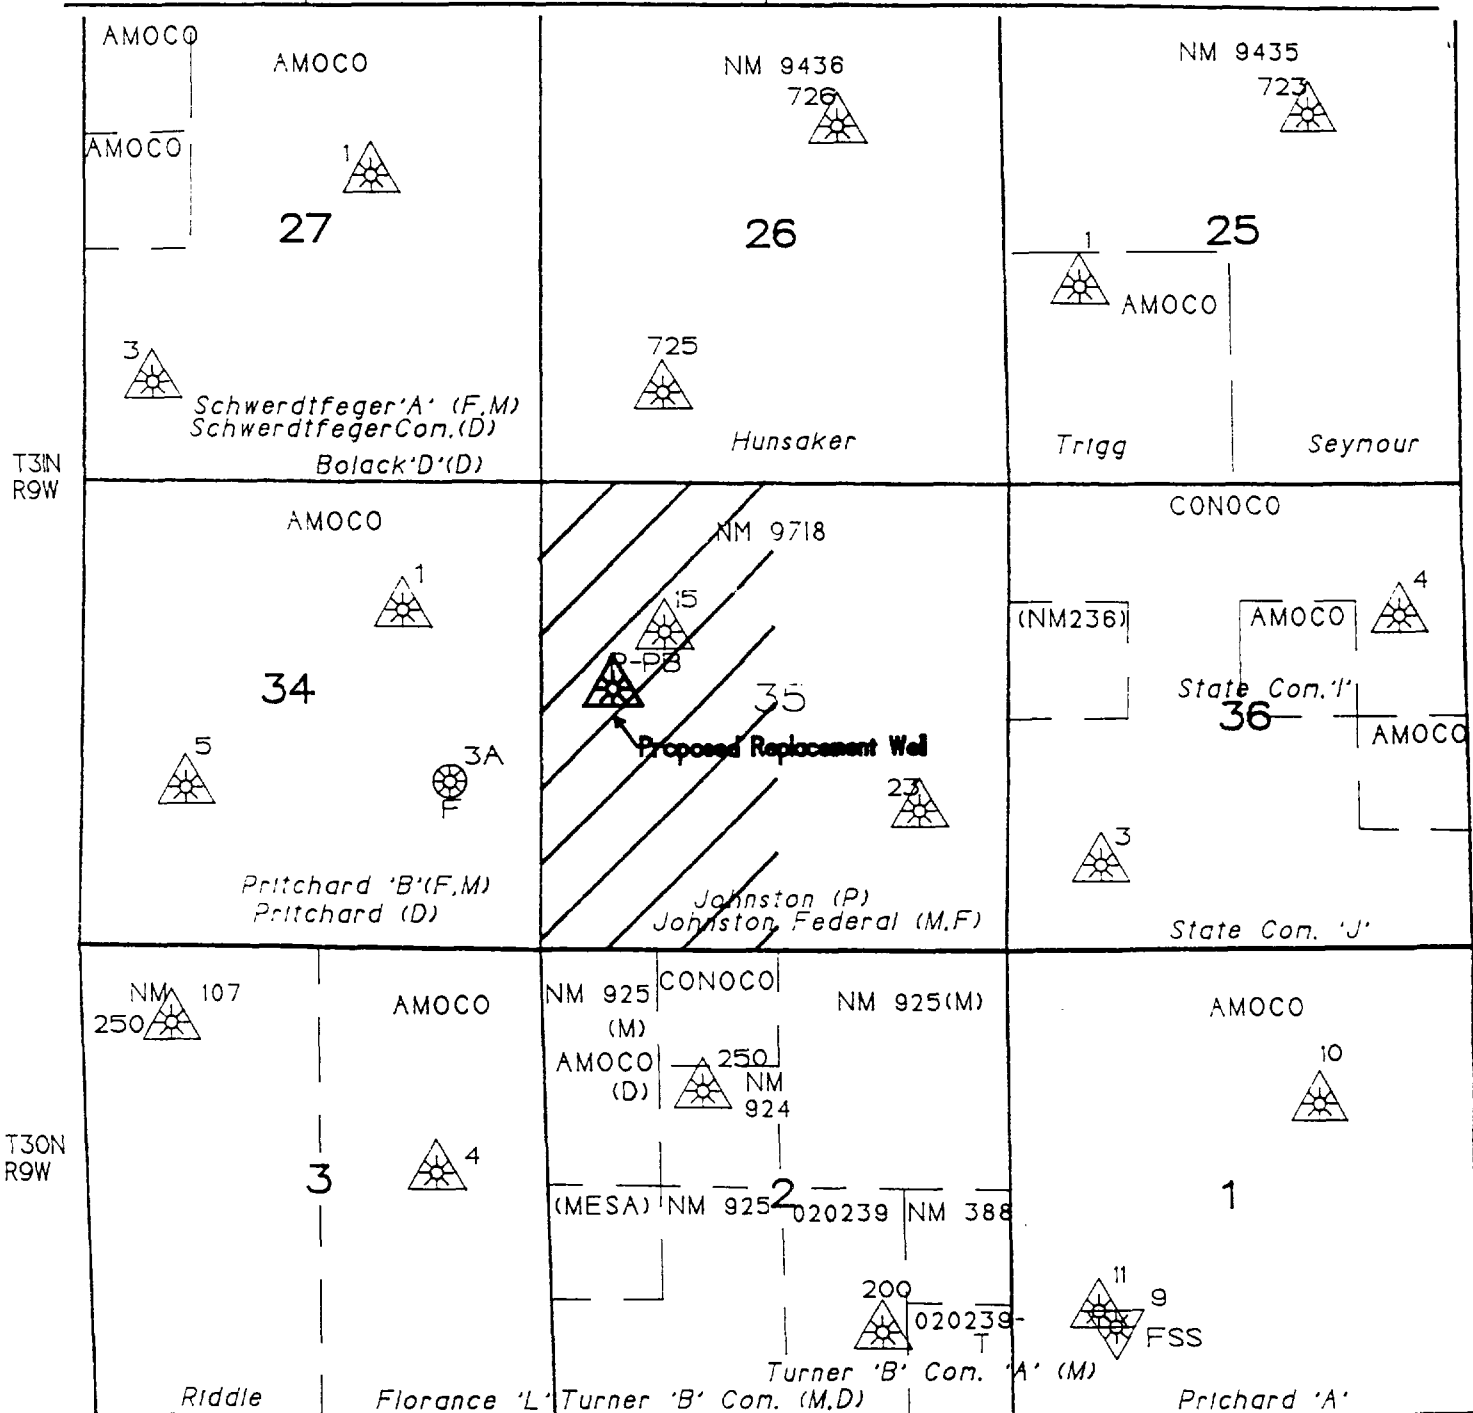 AMOCO
AMOCO
AMOCO
1
27
3
Schwerdtfeger'A' (F,M)
SchwerdtfegerCom.(D)
Bolack'D'(D)
NM 9436
726
26
725
Hunsaker
NM 9435
723
25
1
AMOCO
Trigg
Seymour
T31N
R9W
AMOCO
1
34
5
3A
F
Pritchard 'B'(F,M)
Pritchard (D)
NM 9718
15
R-PB
35
Proposed Replacement Well
23
Johnston (P)
Johnston Federal (M,F)
CONOCO
(NM236)
AMOCO
4
State Com.'I'
36
AMOCO
3
State Com. 'J'
T30N
R9W
NM 107
250
AMOCO
3
4
Riddle
Florance 'L'
NM 925
(M)
CONOCO
NM 925(M)
AMOCO
(D)
250
NM
924
(MESA)
NM 925
2
020239
NM 388
200
020239-
T
Turner 'B' Com. 'A' (M)
Turner 'B' Com. (M,D)
AMOCO
10
1
11
9
FSS
Prichard 'A'